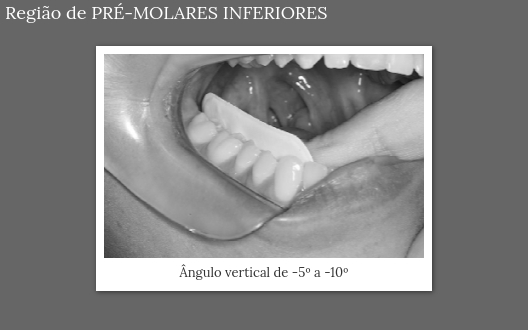 Região de PRÉ-MOLARES INFERIORES
Ângulo vertical de -5º a -10º